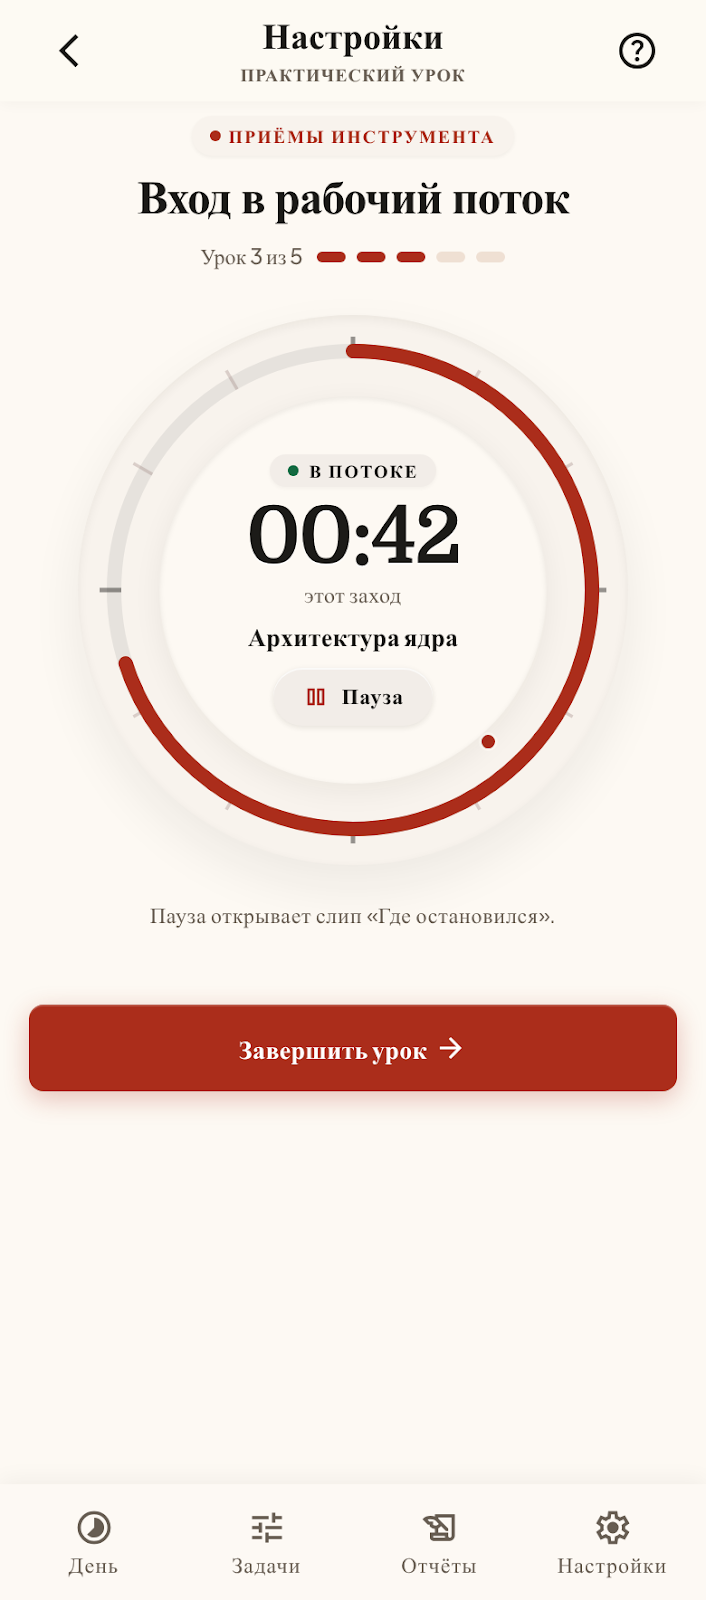 Настройки
ПРАКТИЧЕСКИЙ УРОК
ПРИЁМЫ ИНСТРУМЕНТА
Вход в рабочий поток
Урок 3 из 5
В ПОТОКЕ
00:42
этот заход
Архитектура ядра
Пауза
Пауза открывает слип «Где остановился».
Завершить урок →
День
Задачи
Отчёты
Настройки